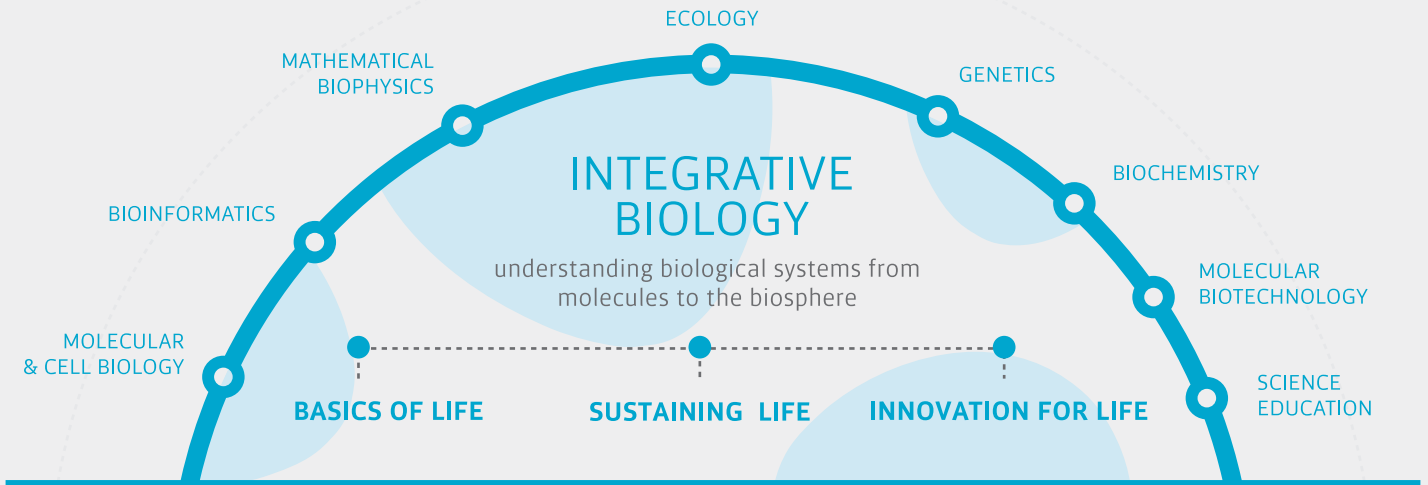 ECOLOGY
MATHEMATICAL
BIOPHYSICS
GENETICS
BIOINFORMATICS
BIOCHEMISTRY
MOLECULAR
& CELL BIOLOGY
MOLECULAR
BIOTECHNOLOGY
SCIENCE
EDUCATION
INTEGRATIVE
BIOLOGY
understanding biological systems from
molecules to the biosphere
BASICS OF LIFE
SUSTAINING LIFE
INNOVATION FOR LIFE